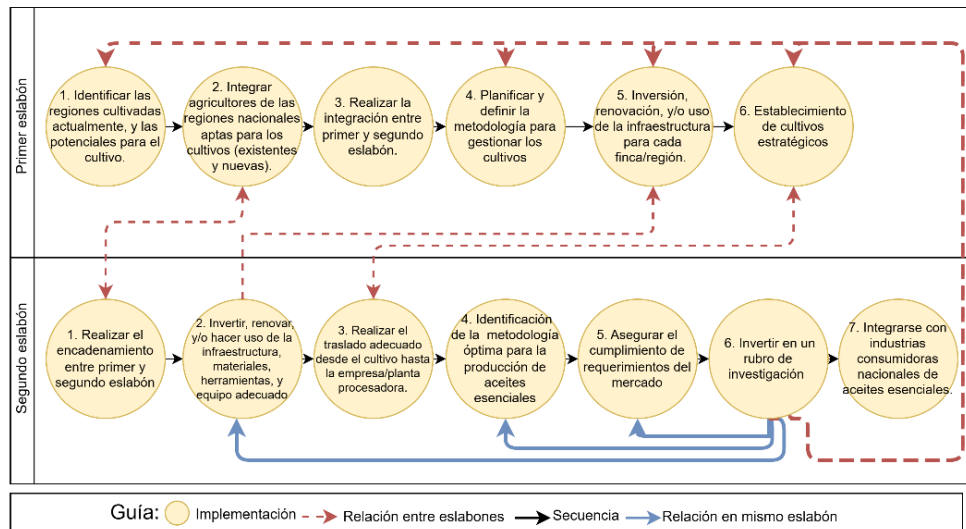 Primer eslabón
1. Identificar las
regiones cultivadas
actualmente, y las
potenciales para el
cultivo.
2. Integrar
agricultores de las
regiones nacionales
aptas para los
cultivos (existentes
y nuevas).
3. Realizar la
integración entre
primer y segundo
eslabón.
4. Planificar y
definir la
metodología para
gestionar los
cultivos
5. Inversión,
renovación, y/o uso
de la infraestructura
para cada
finca/región.
6. Establecimiento
de cultivos
estratégicos
Segundo eslabón
1. Realizar el
encadenamiento
entre primer y
segundo eslabón
2. Invertir, renovar,
y/o hacer uso de la
infraestructura,
materiales,
herramientas, y
equipo adecuado
3. Realizar el
traslado adecuado
desde el cultivo hasta
la empresa/planta
procesadora.
4. Identificación
de la metodología
óptima para la
producción de
aceites
esenciales
5. Asegurar el
cumplimiento de
requerimientos del
mercado
6. Invertir en un
rubro de
investigación
7. Integrarse con
industrias
consumidoras
nacionales de
aceites esenciales.
Guía: Implementación Relación entre eslabones Secuencia Relación en mismo eslabón